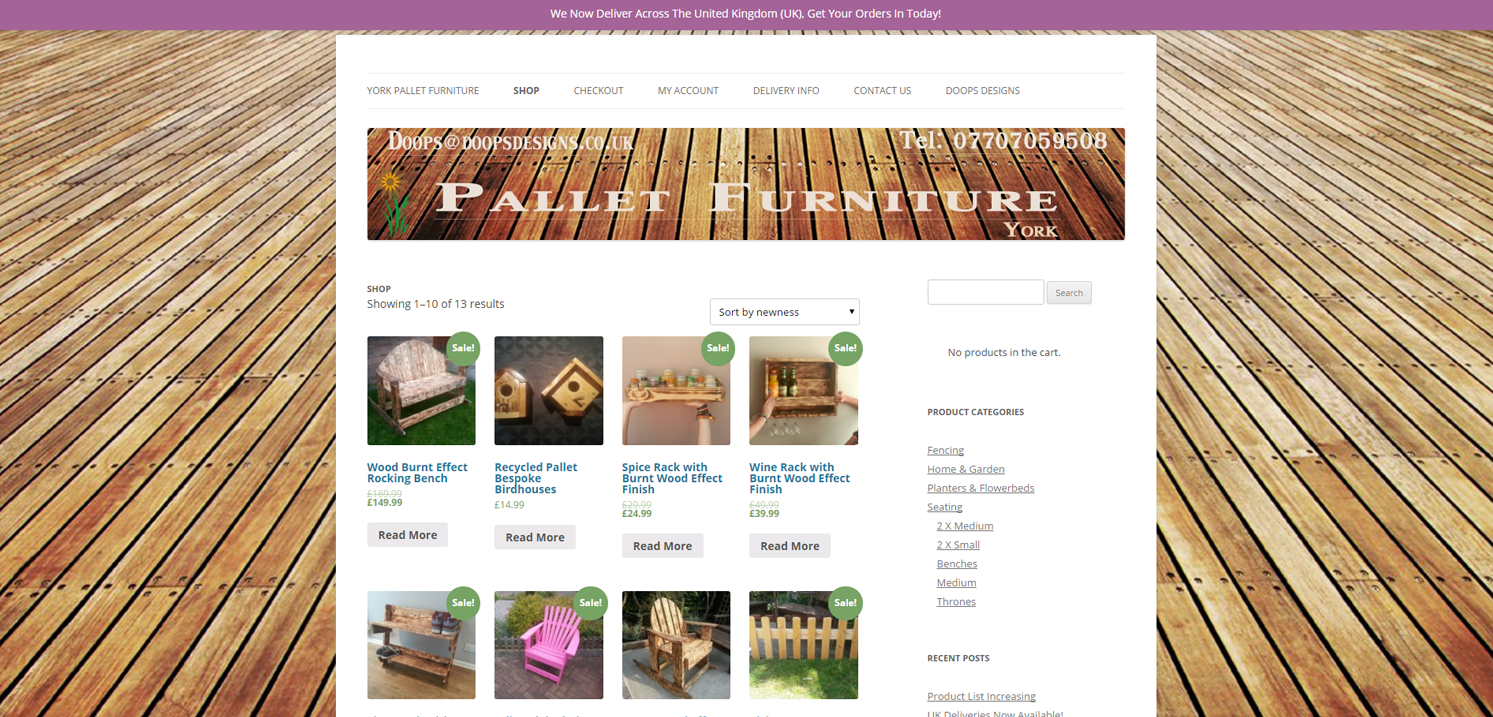 We Now Deliver Across The United Kingdom (UK), Get Your Orders In Today!
YORK PALLET FURNITURE SHOP CHECKOUT MY ACCOUNT DELIVERY INFO CONTACT US DOOPS DESIGNS
Doops@doopsdesigns.co.uk Tel: 07707059508
Pallet Furniture
York
SHOP
Showing 1–10 of 13 results
Sort by newness
Search
No products in the cart.
Sale! Sale! Sale!
Wood Burnt Effect
Rocking Bench
£169.99
£149.99
Read More
Recycled Pallet
Bespoke
Birdhouses
£14.99
Read More
Spice Rack with
Burnt Wood Effect
Finish
£29.99
£24.99
Read More
Wine Rack with
Burnt Wood Effect
Finish
£49.99
£39.99
Read More
Sale! Sale! Sale!
PRODUCT CATEGORIES
Fencing
Home & Garden
Planters & Flowerbeds
Seating
2 X Medium
2 X Small
Benches
Medium
Thrones
RECENT POSTS
Product List Increasing
UK Deliveries Now Available!